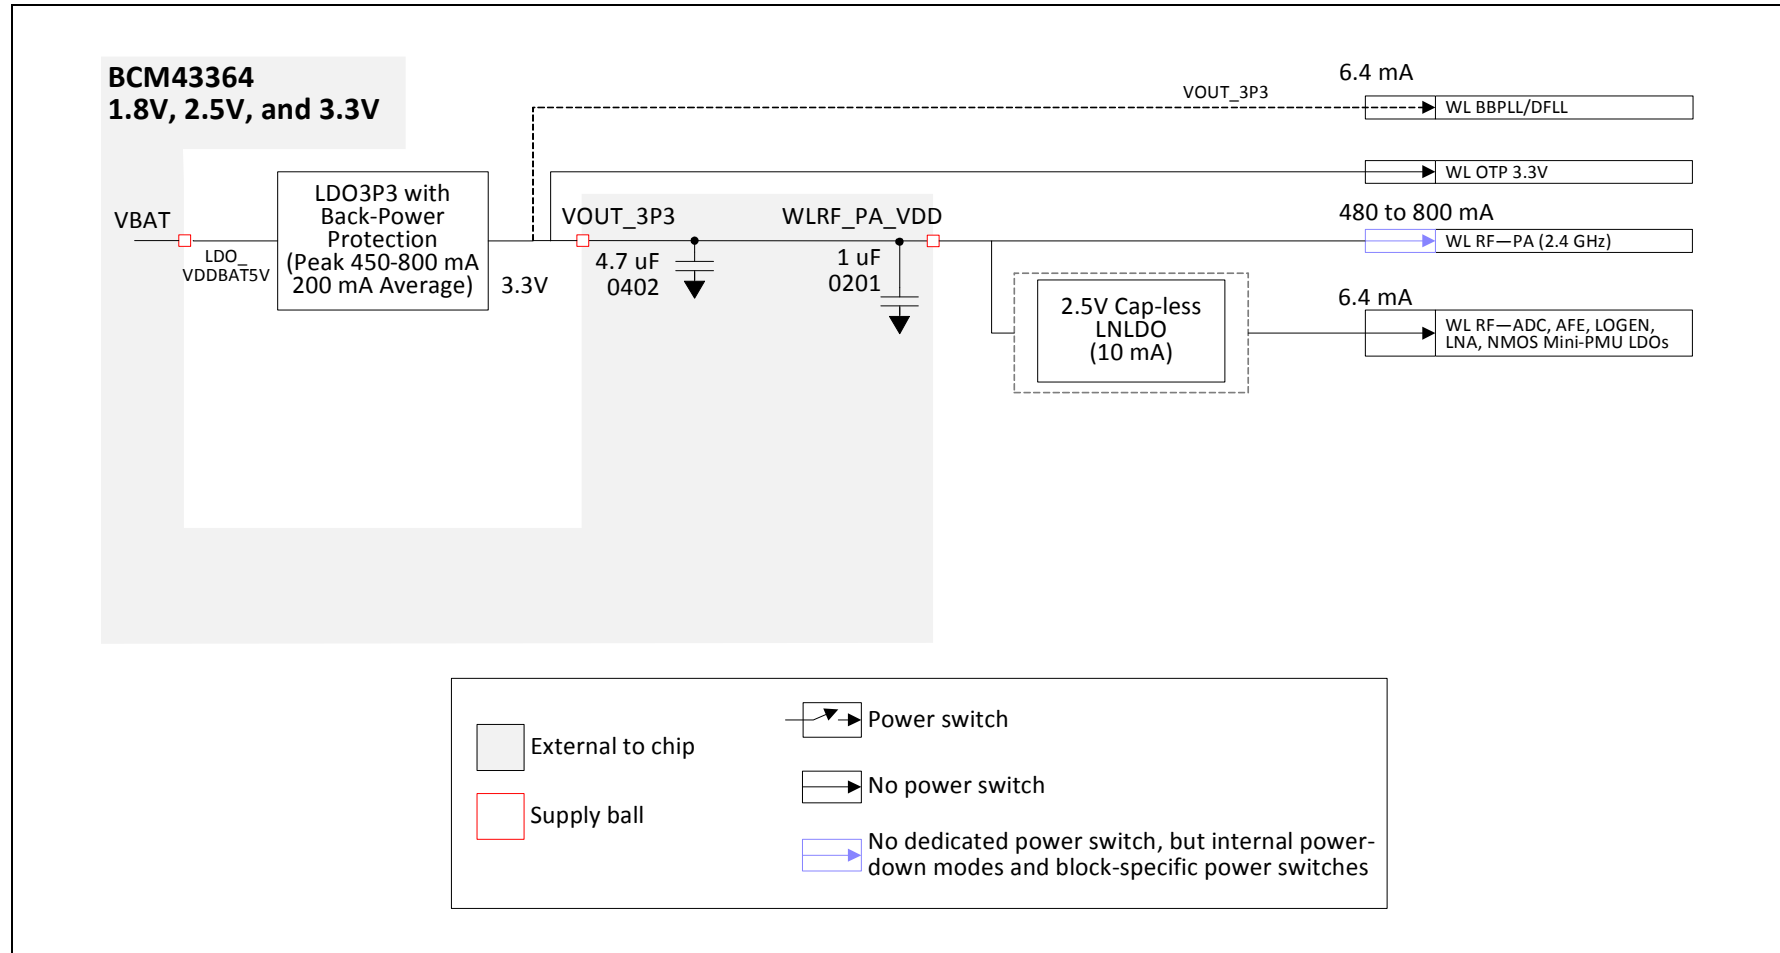 BCM43364
1.8V, 2.5V, and 3.3V
6.4 mA
VOUT_3P3
WL BBPLL/DFLL
WL OTP 3.3V
LDO3P3 with
Back-Power
Protection
(Peak 450-800 mA
200 mA Average)
VBAT
LDO_
VDDBAT5V
3.3V
VOUT_3P3
4.7 uF
0402
WLRF_PA_VDD
1 uF
0201
480 to 800 mA
WL RF—PA (2.4 GHz)
2.5V Cap-less
LNLDO
(10 mA)
6.4 mA
WL RF—ADC, AFE, LOGEN,
LNA, NMOS Mini-PMU LDOs
External to chip
Supply ball
Power switch
No power switch
No dedicated power switch, but internal power-
down modes and block-specific power switches